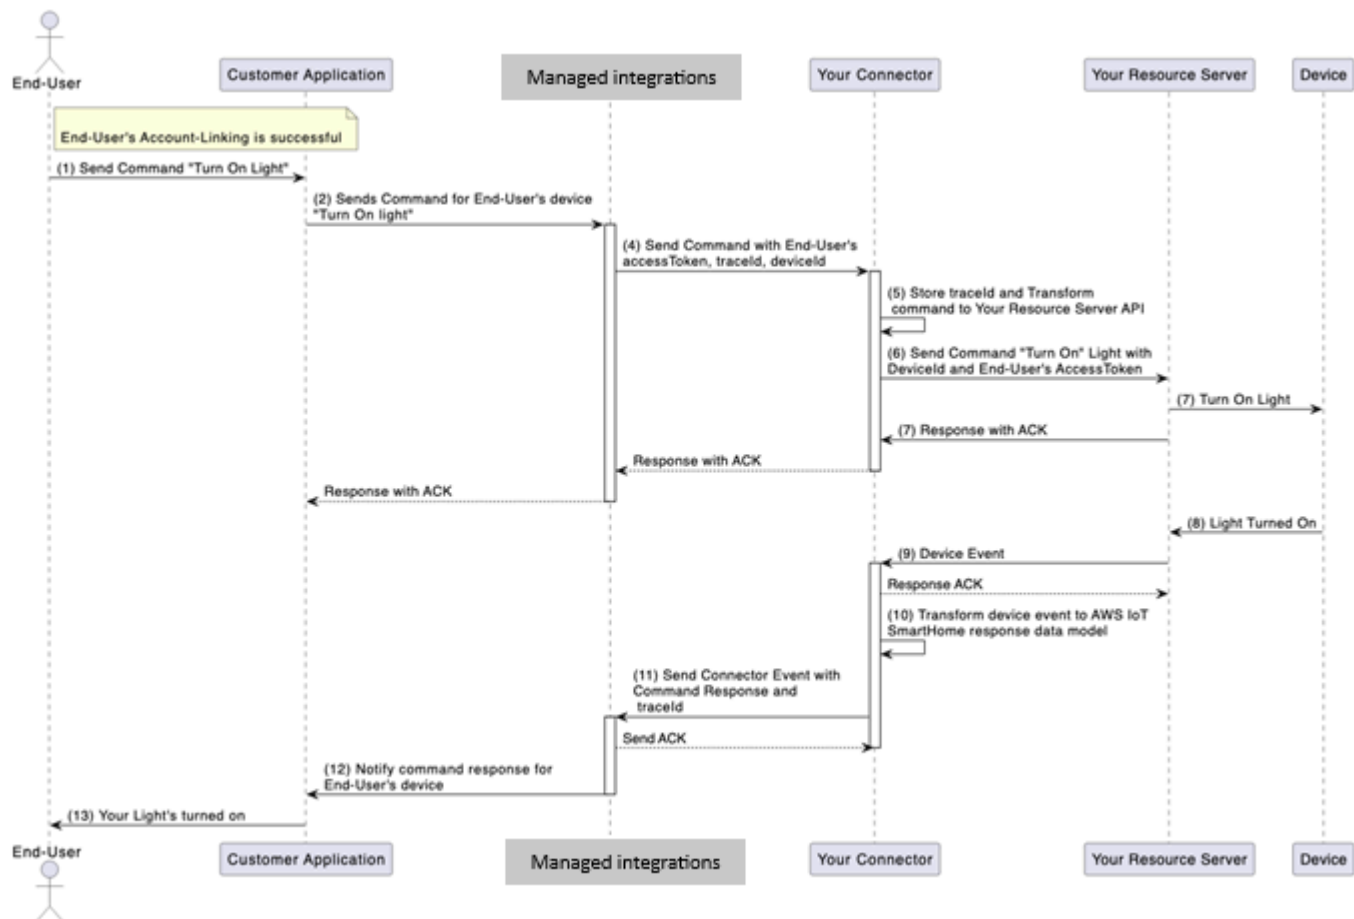 End-User
Customer Application
Managed integrations
Your Connector
Your Resource Server
Device
End-User's Account-Linking is successful
(1) Send Command "Turn On Light"
(2) Sends Command for End-User's device
"Turn On light"
(4) Send Command with End-User's
accessToken, traceId, deviceId
(5) Store traceId and Transform
command to Your Resource Server API
(6) Send Command "Turn On" Light with
DeviceId and End-User's AccessToken
(7) Turn On Light
(7) Response with ACK
Response with ACK
Response with ACK
(8) Light Turned On
(9) Device Event
Response ACK
(10) Transform device event to AWS IoT
SmartHome response data model
(11) Send Connector Event with
Command Response and
traceId
Send ACK
(12) Notify command response for
End-User's device
(13) Your Light's turned on
End-User
Customer Application
Managed integrations
Your Connector
Your Resource Server
Device